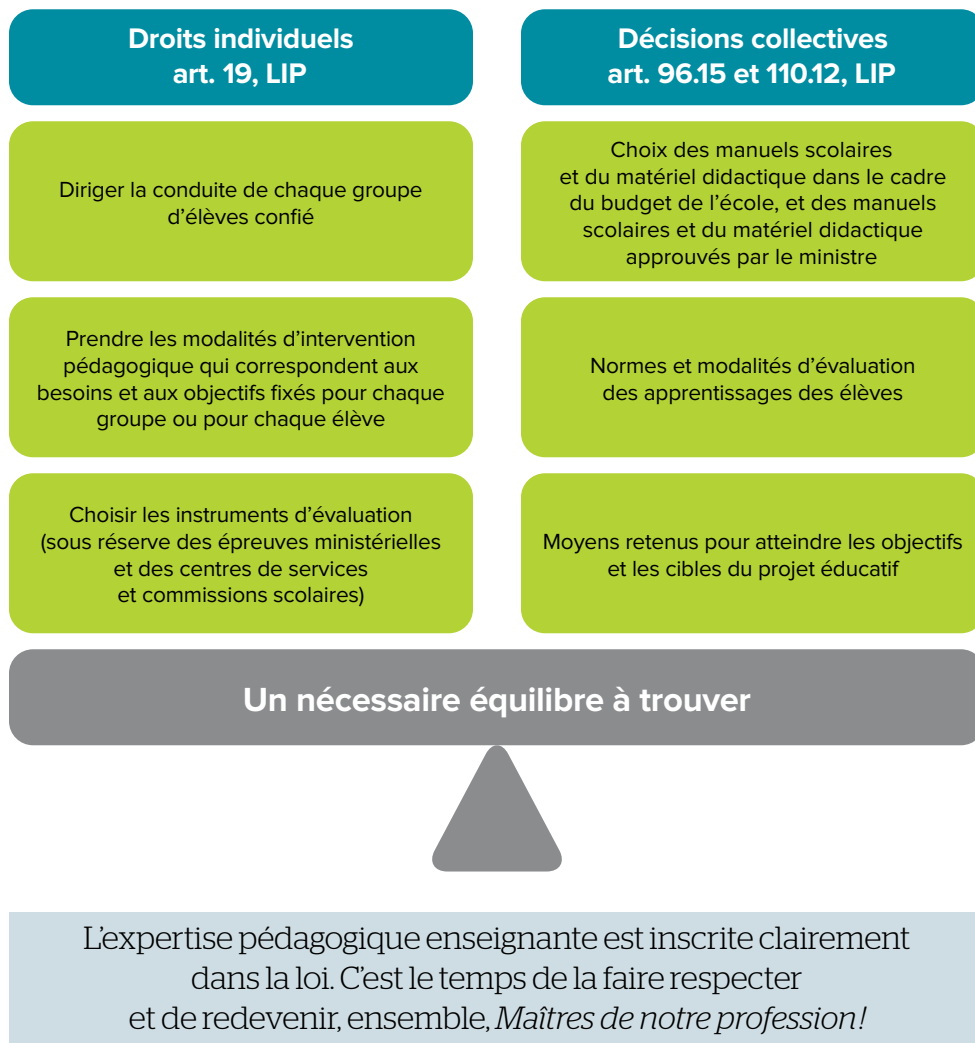 Droits individuels
art. 19, LIP
Diriger la conduite de chaque groupe
d’élèves confié
Prendre les modalités d’intervention
pédagogique qui correspondent aux
besoins et aux objectifs fixés pour chaque
groupe ou pour chaque élève
Choisir les instruments d’évaluation
(sous réserve des épreuves ministérielles
et des centres de services
et commissions scolaires)
Décisions collectives
art. 96.15 et 110.12, LIP
Choix des manuels scolaires
et du matériel didactique dans le cadre
du budget de l’école, et des manuels
scolaires et du matériel didactique
approuvés par le ministre
Normes et modalités d’évaluation
des apprentissages des élèves
Moyens retenus pour atteindre les objectifs
et les cibles du projet éducatif
Un nécessaire équilibre à trouver
L’expertise pédagogique enseignante est inscrite clairement
dans la loi. C’est le temps de la faire respecter
et de redevenir, ensemble, Maîtres de notre profession!